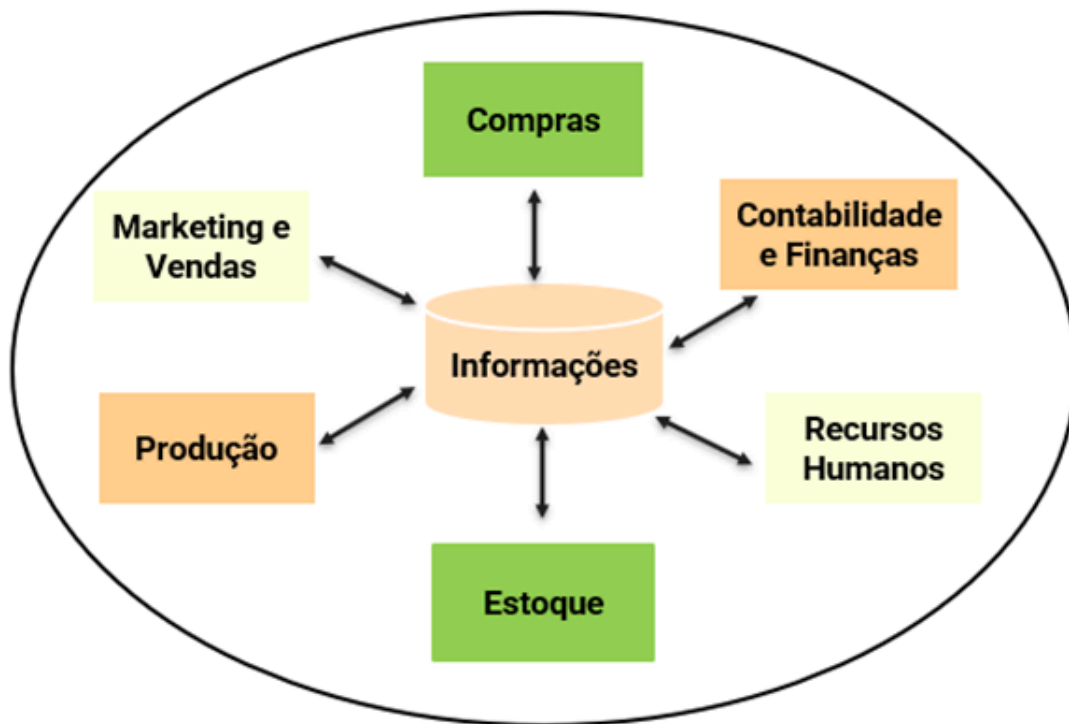 Compras
Marketing e
Vendas
Contabilidade
e Finanças
Informações
Produção
Recursos
Humanos
Estoque